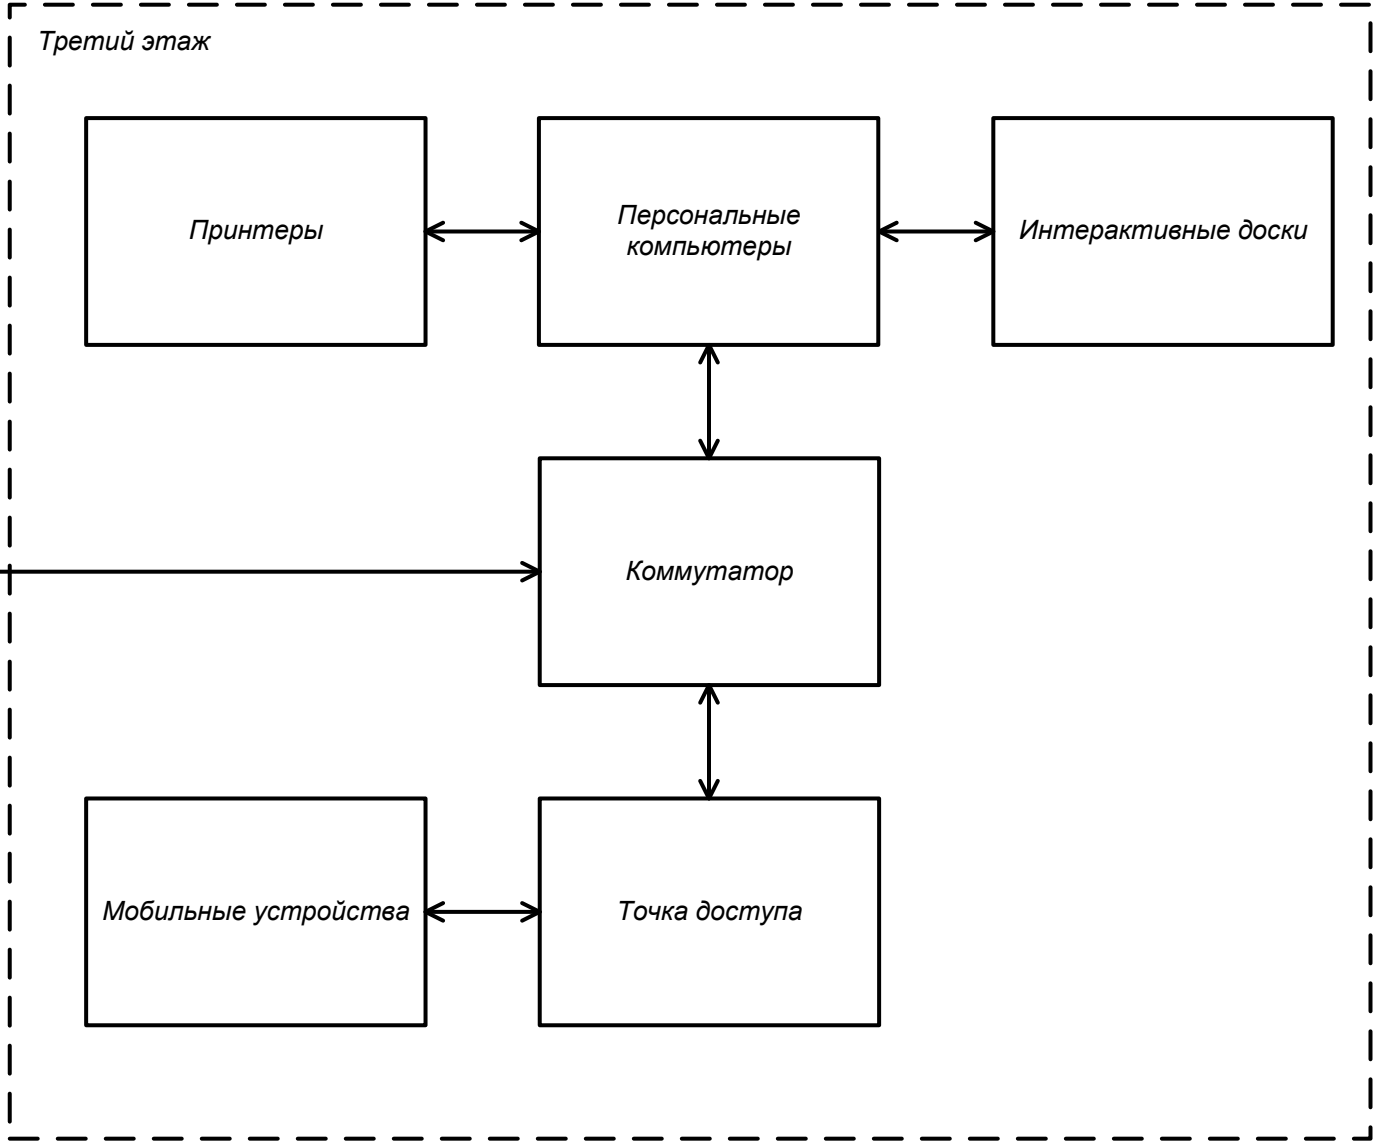 Третий этаж
Принтеры
Персональные
компьютеры
Интерактивные доски
Коммутатор
Мобильные устройства
Точка доступа